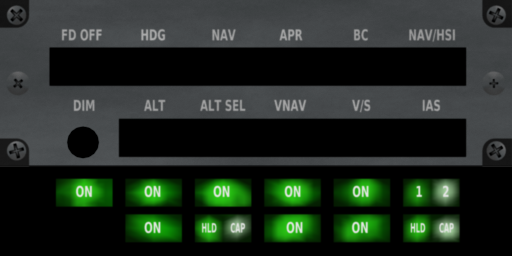 FD OFF HDG NAV APR BC NAV/HSI
DIM ALT ALT SEL VNAV V/S IAS
ON ON ON ON ON 1 2
ON HLD CAP ON ON HLD CAP